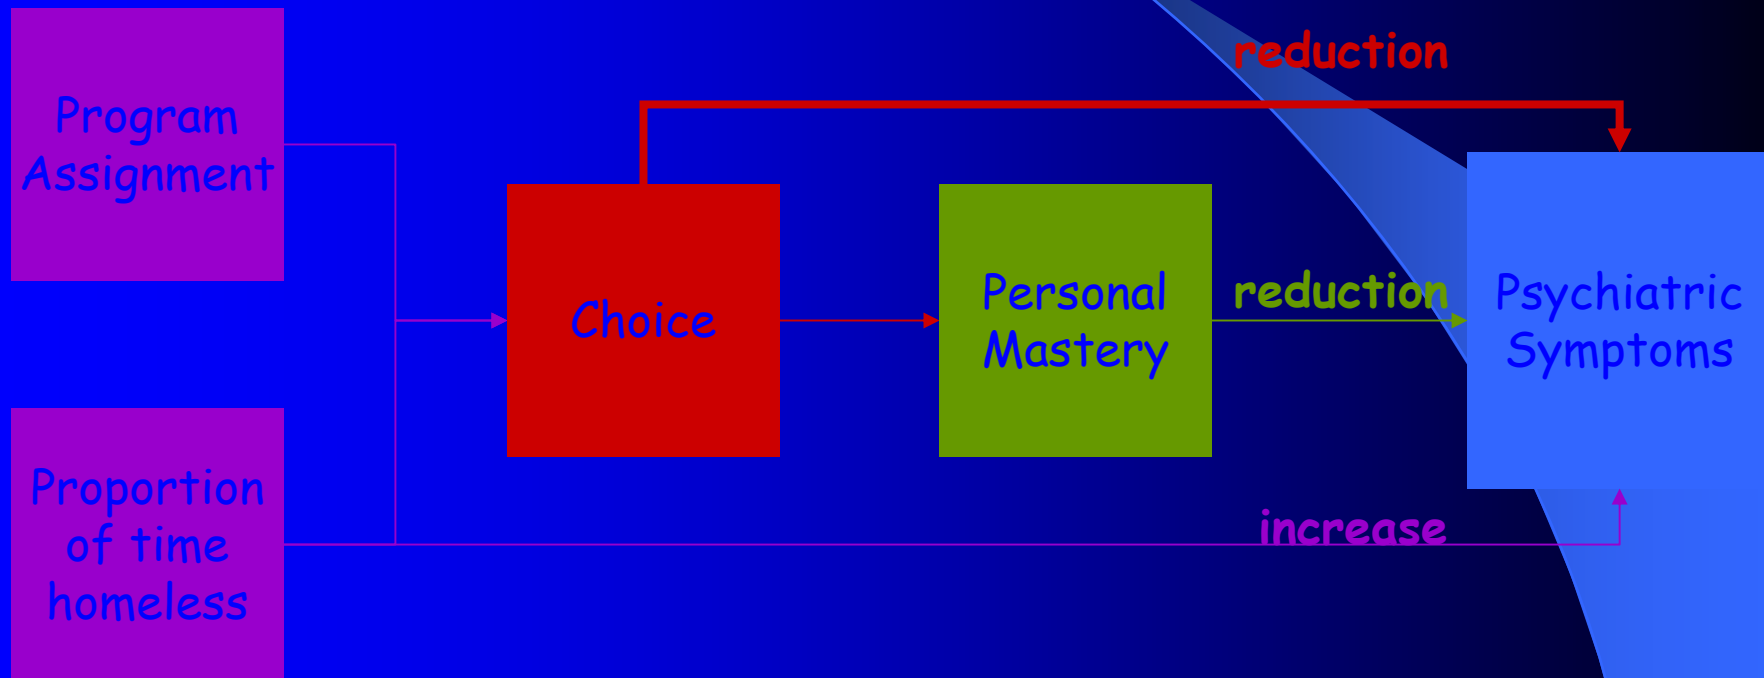 Program
Assignment
Proportion
of time
homeless
Choice
Personal
Mastery
reduction
reduction
increase
Psychiatric
Symptoms